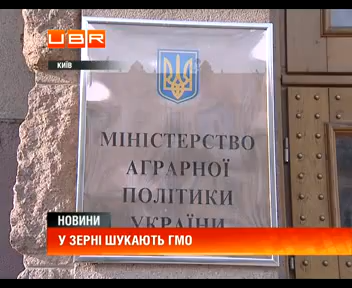 UBR
КИЇВ
МІНІСТЕРСТВО
АГРАРНОЇ
ПОЛІТИКИ
УКРАЇНИ
НОВИНИ
У ЗЕРНІ ШУКАЮТЬ ГМО